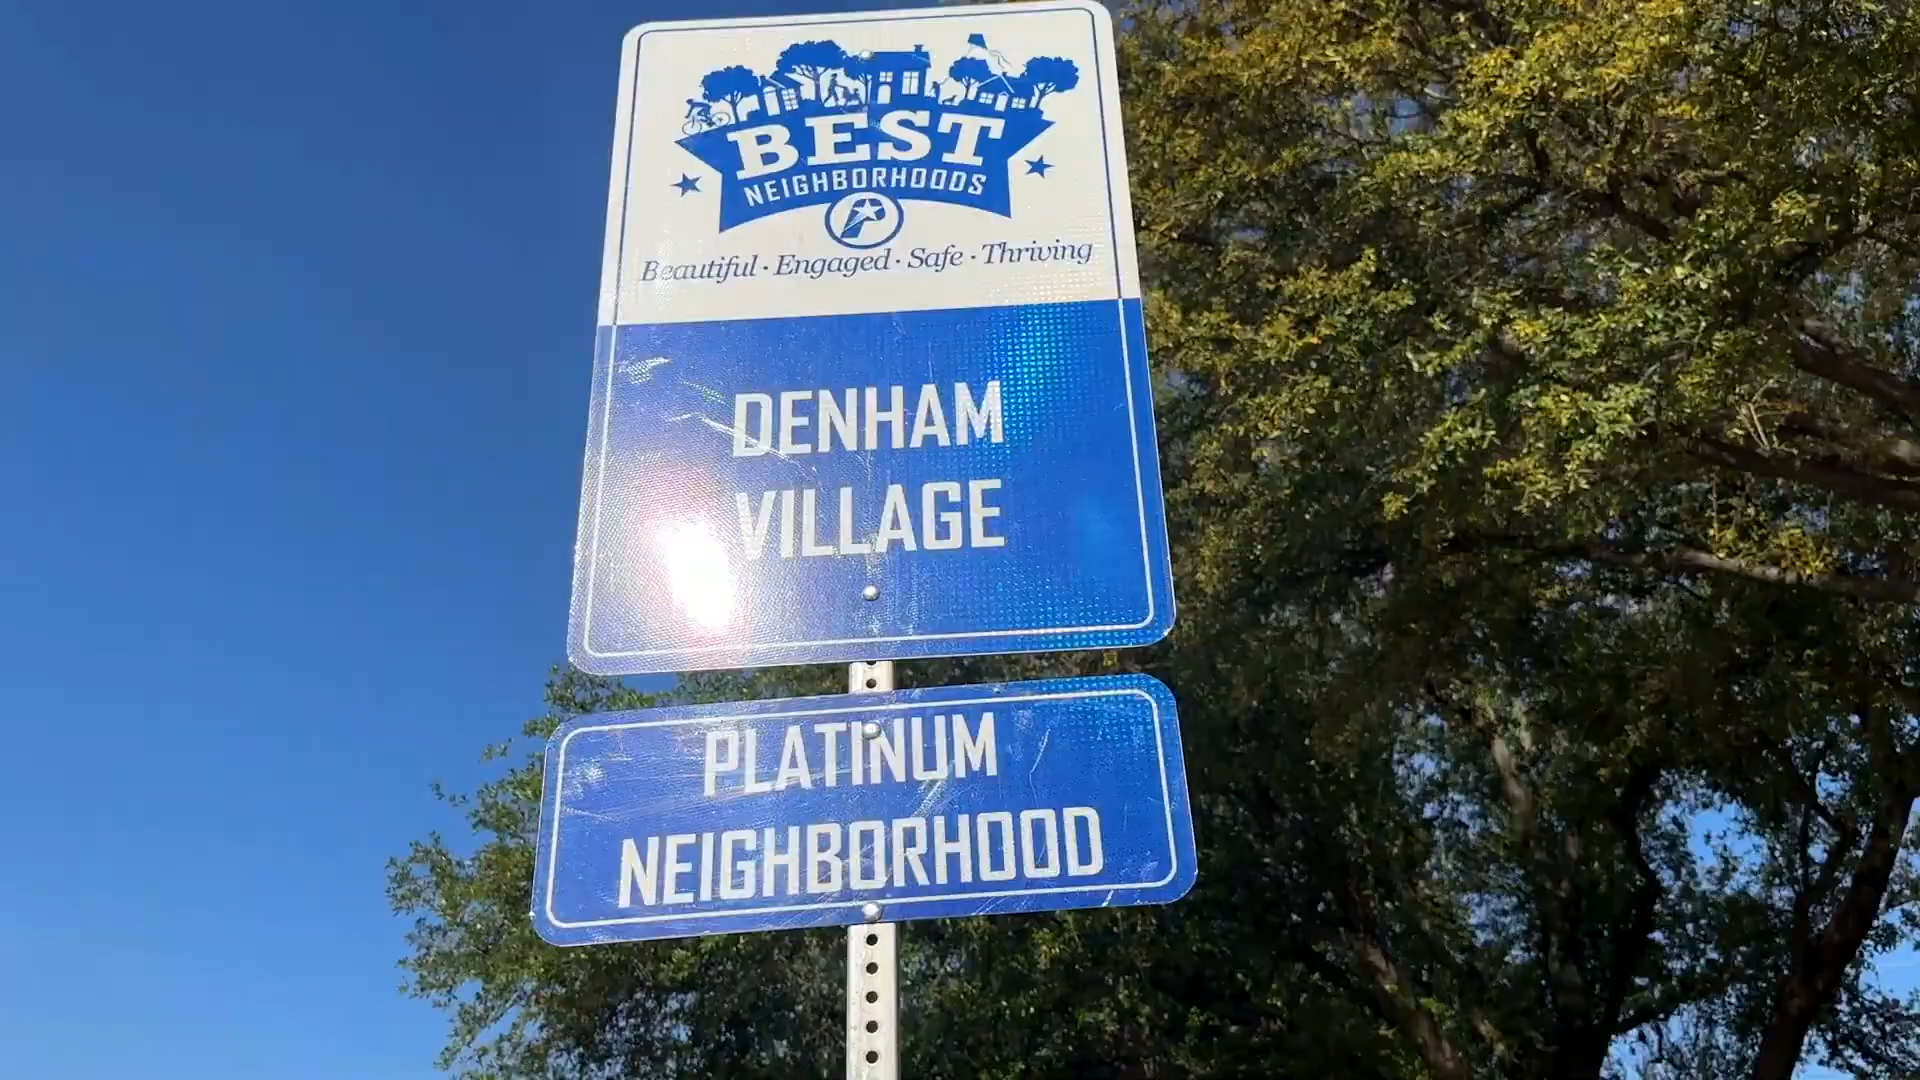 BEST
NEIGHBORHOODS
P
Beautiful · Engaged · Safe · Thriving
DENHAM
VILLAGE
PLATINUM
NEIGHBORHOOD